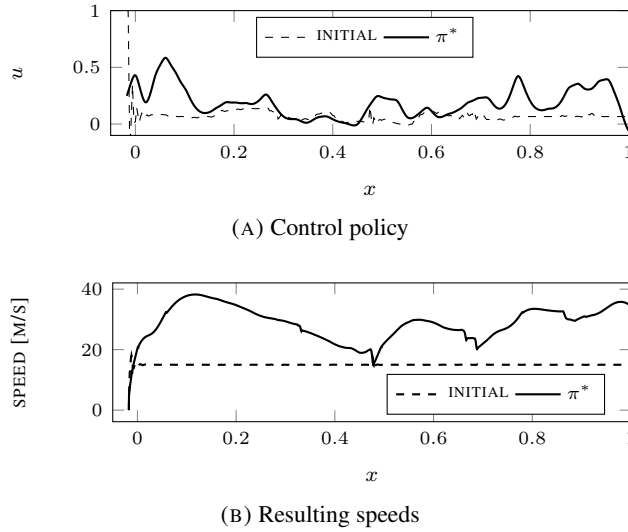 1
0.5
0
u
INITIAL π*
0 0.2 0.4 0.6 0.8 1
x
(A) Control policy
40
20
0
SPEED [M/S]
INITIAL π*
0 0.2 0.4 0.6 0.8 1
x
(B) Resulting speeds